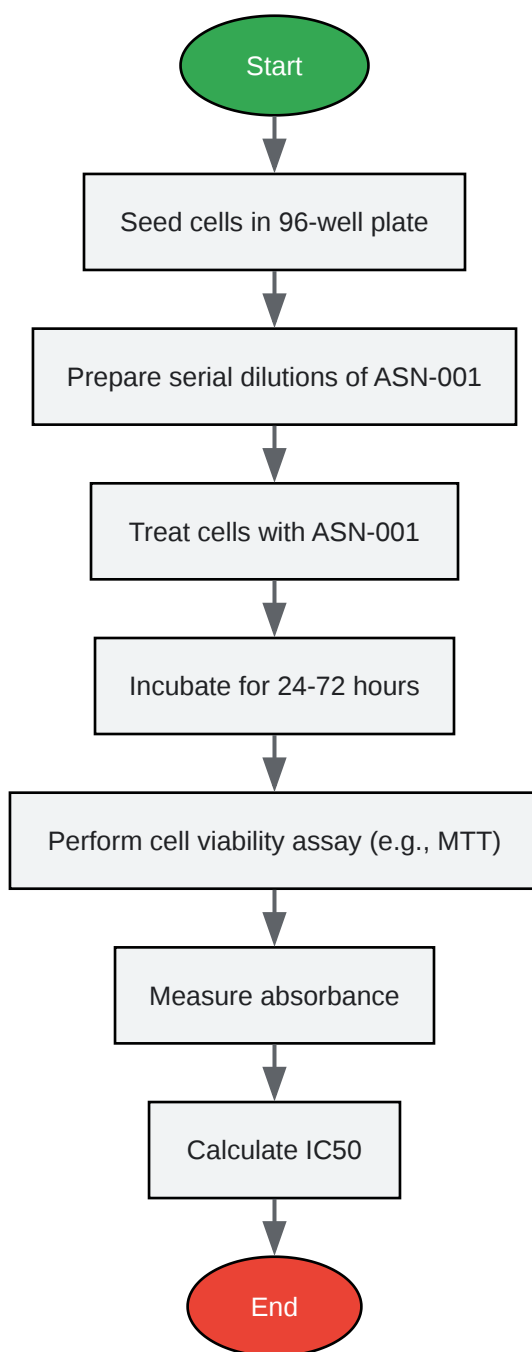 Start
Seed cells in 96-well plate
Prepare serial dilutions of ASN-001
Treat cells with ASN-001
Incubate for 24-72 hours
Perform cell viability assay (e.g., MTT)
Measure absorbance
Calculate IC50
End